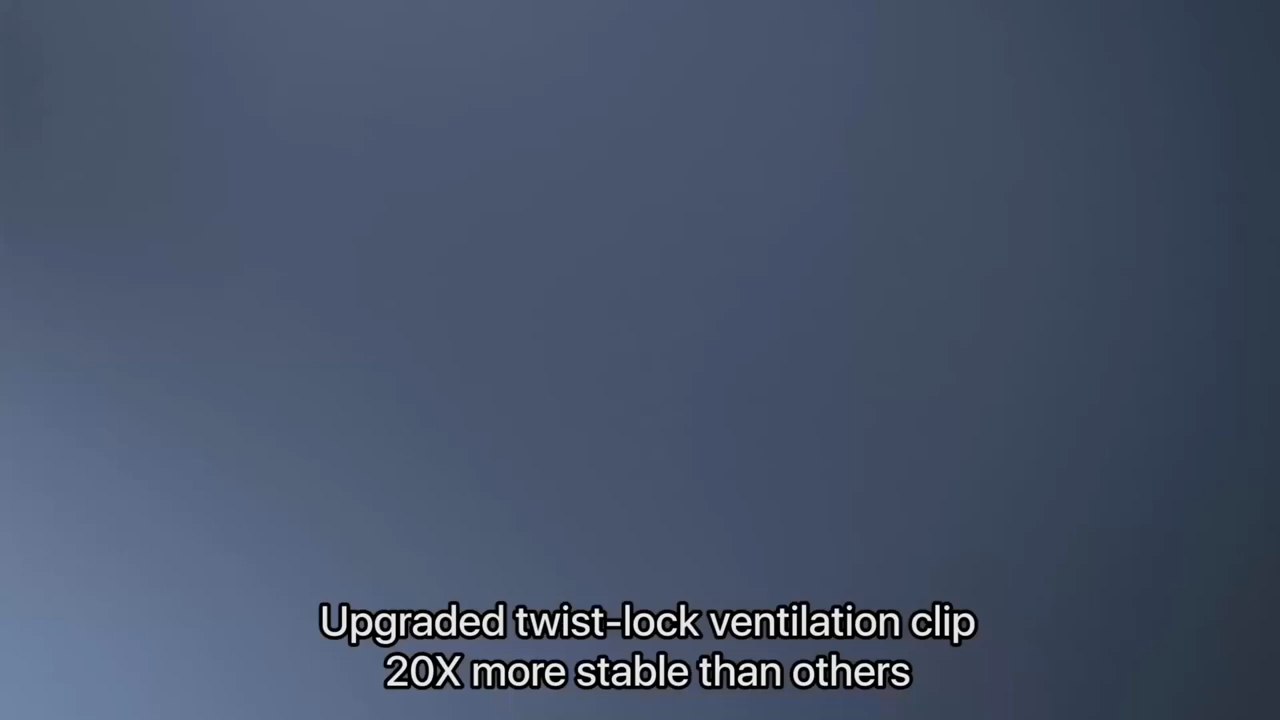 Upgraded twist-lock ventilation clip
20X more stable than others